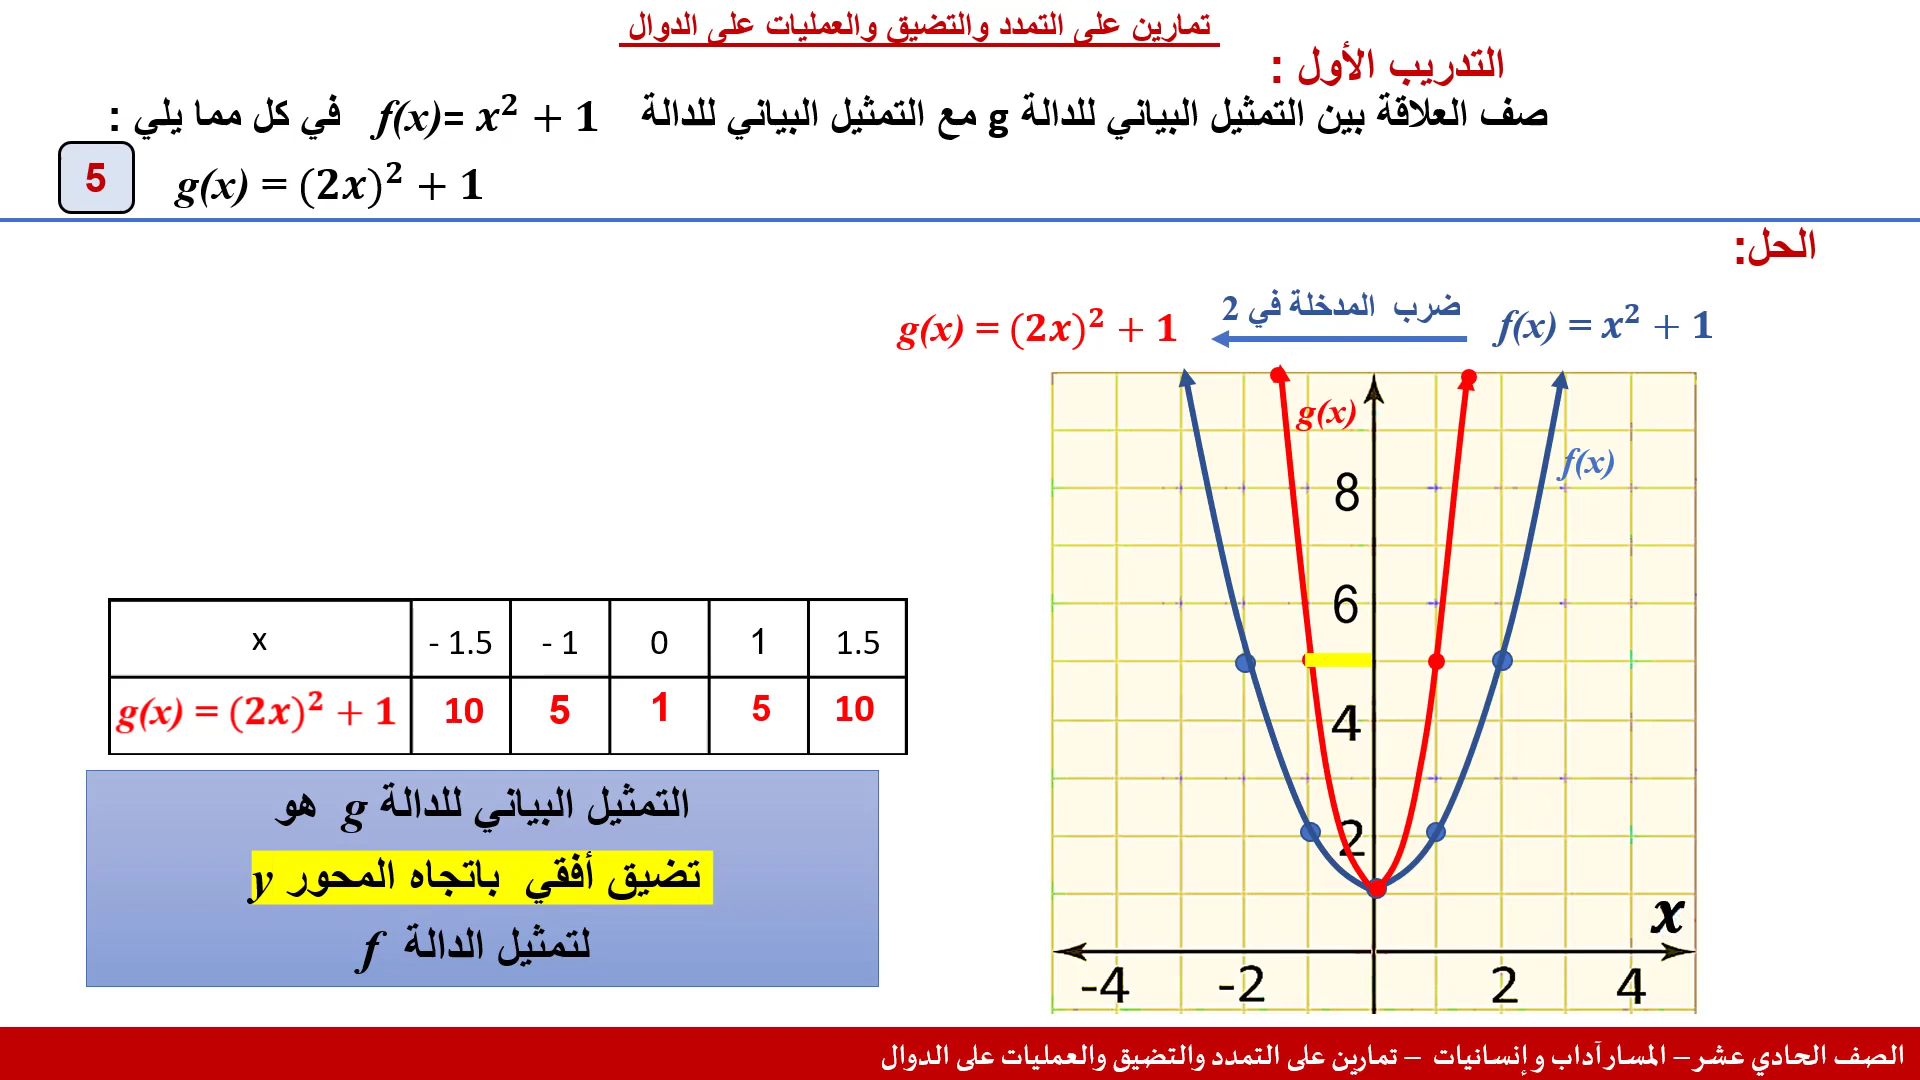 تمارين على التمدد والتضيق والعمليات على الدوال
التدريب الأول :
صف العلاقة بين التمثيل البياني للدالة g مع التمثيل البياني للدالة f(x)= x² + 1 في كل مما يلي :
5 g(x) = (2x)² + 1
الحل:
f(x) = x² + 1
ضرب المدخلة في 2
g(x) = (2x)² + 1
g(x)
f(x)
8
6
4
2
x
-4 -2 2 4
x - 1.5 - 1 0 1 1.5
g(x) = (2x)² + 1 10 5 1 5 10
التمثيل البياني للدالة g هو
تضيق أفقي باتجاه المحور y
لتمثيل الدالة f
الصف الحادي عشر – المسار آداب و إنسانيات – تمارين على التمدد والتضيق والعمليات على الدوال